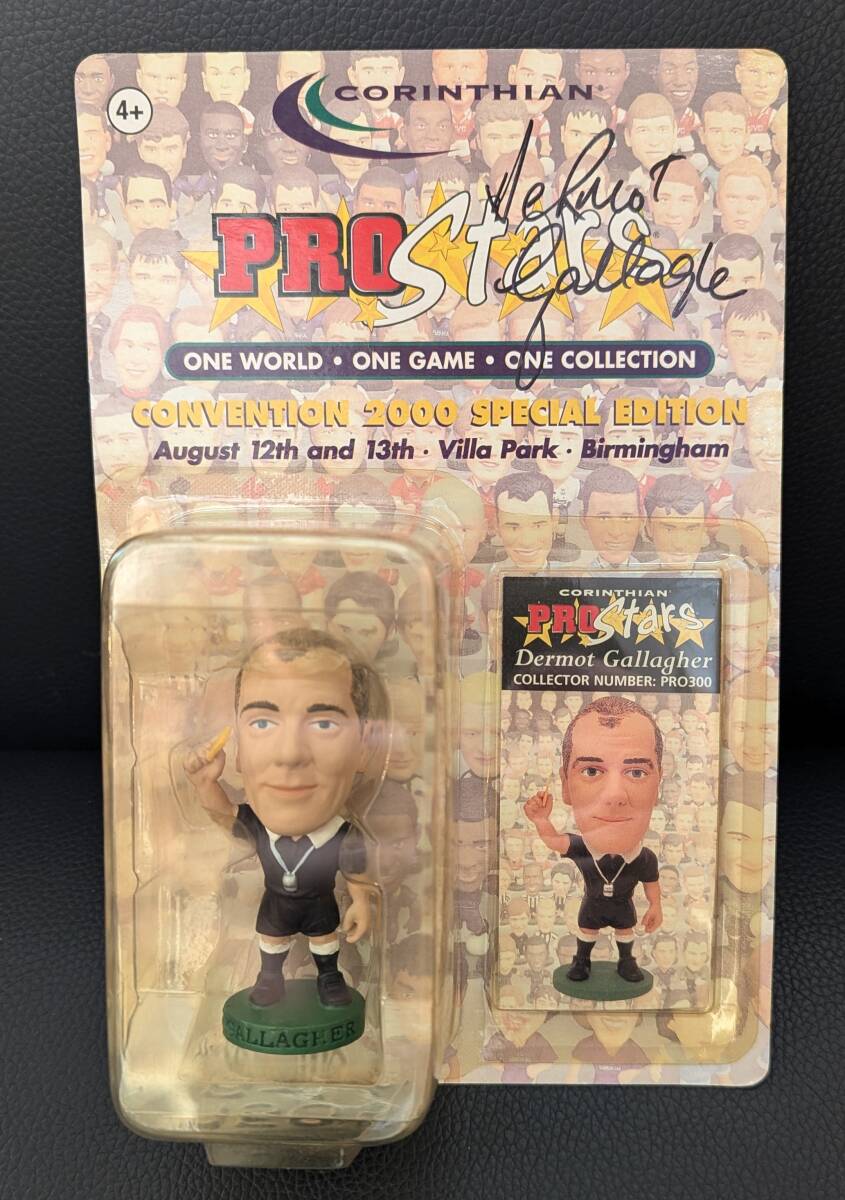 4+
CORINTHIAN®
Dermot
Gallagher
PRO Stars
ONE WORLD • ONE GAME • ONE COLLECTION
CONVENTION 2000 SPECIAL EDITION
August 12th and 13th · Villa Park · Birmingham
CORINTHIAN
PRO Stars
Dermot Gallagher
COLLECTOR NUMBER: PRO300
GALLAGHER